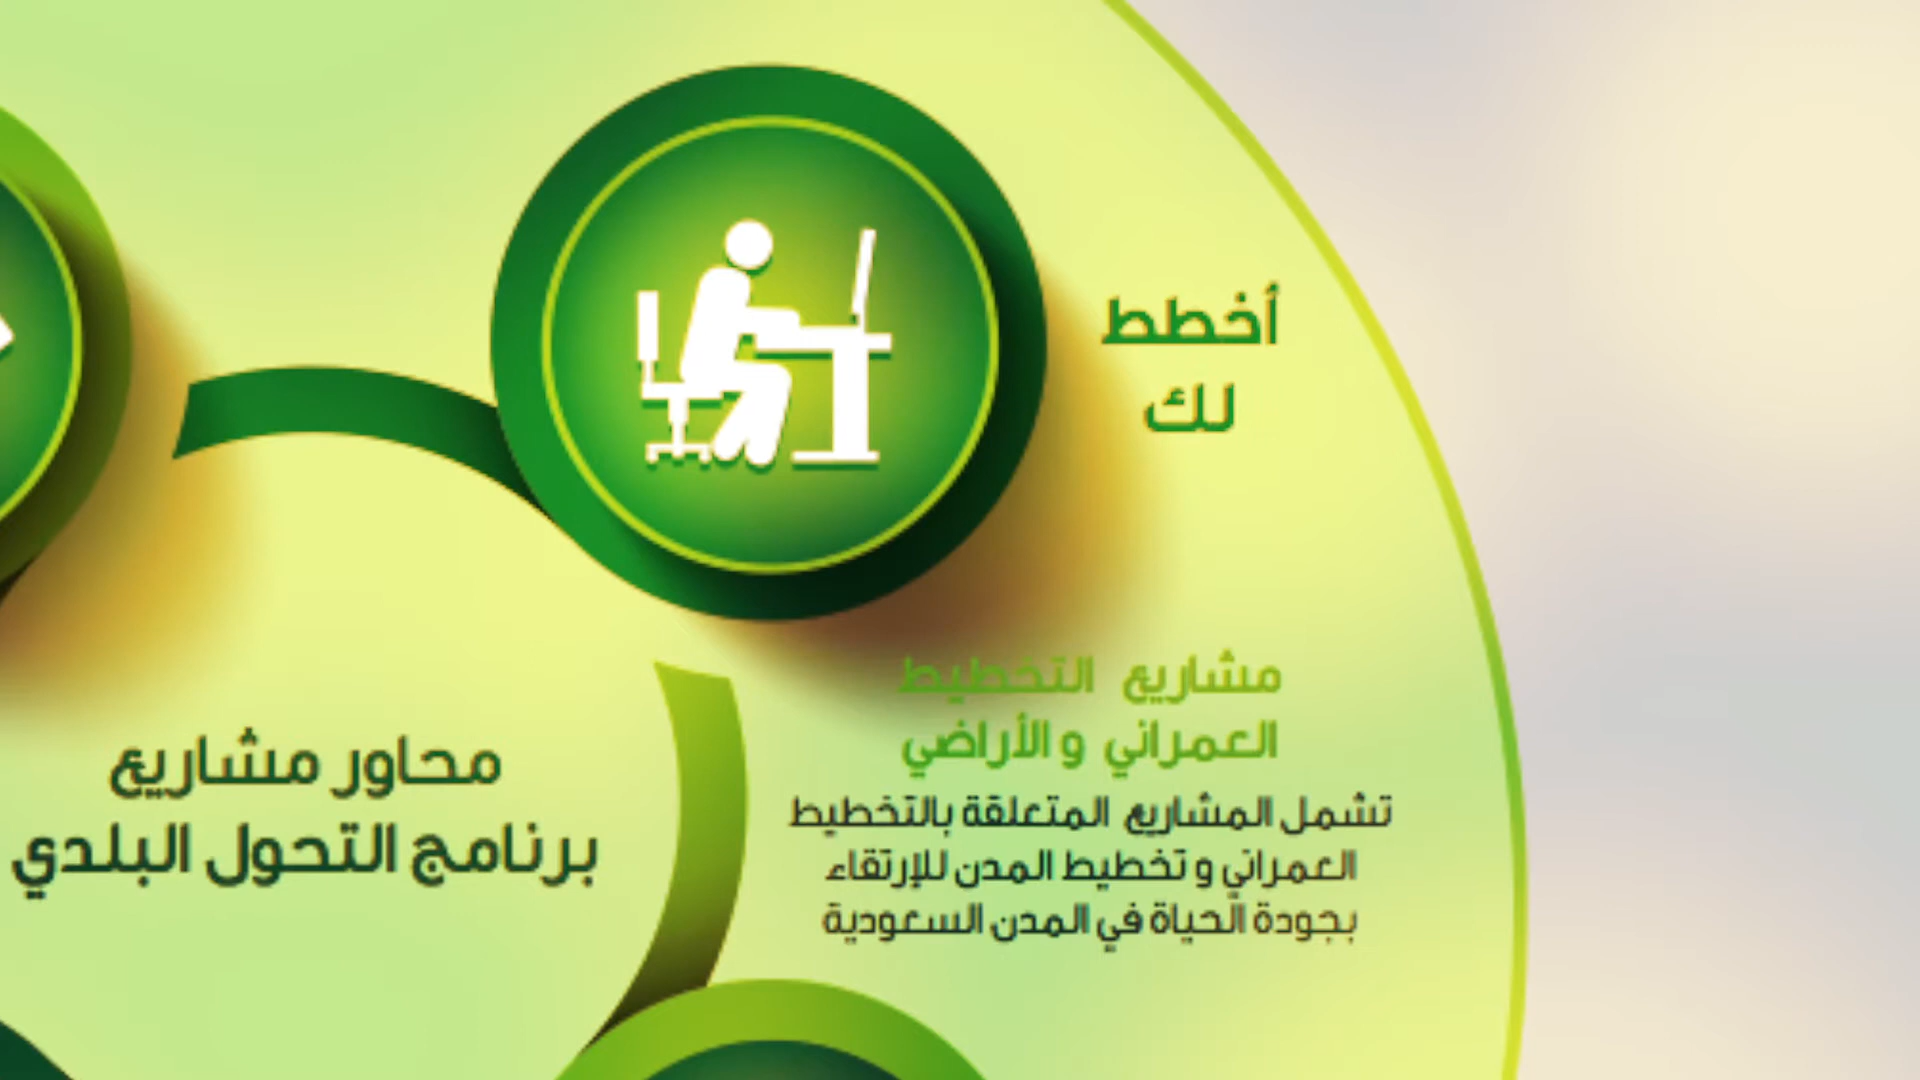 أخطط
لك
مشاريع التخطيط
العمراني و الأراضي
تشمل المشاريع المتعلقة بالتخطيط
العمراني و تخطيط المدن للإرتقاء
بجودة الحياة في المدن السعودية
محاور مشاريع
برنامج التحول البلدي